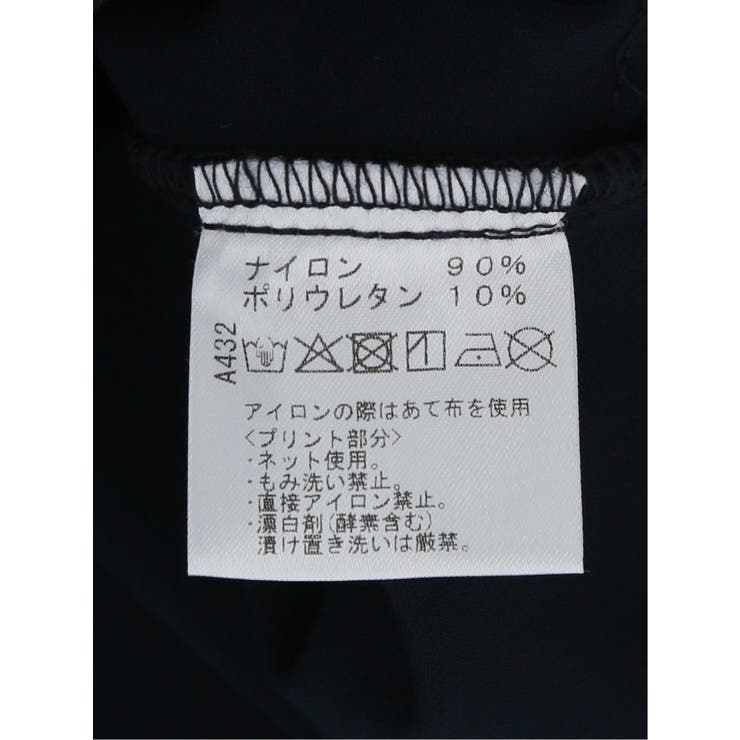 ナイロン 90%
ポリウレタン 10%
A432
アイロンの際はあて布を使用
<プリント部分>
・ネット使用。
・もみ洗い禁止。
・直接アイロン禁止。
・漂白剤(酵素含む)
漬け置き洗いは厳禁。